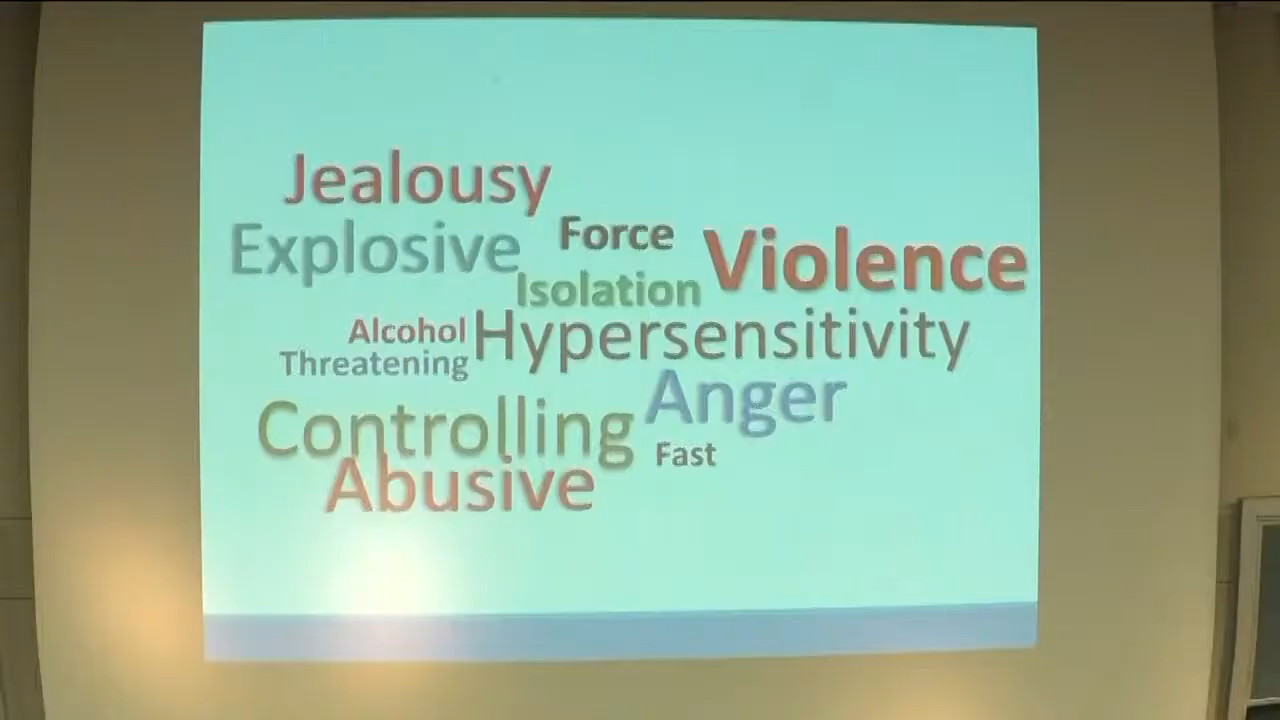 Jealousy
Explosive Force Violence
Isolation
Alcohol Hypersensitivity
Threatening
Controlling Anger
Fast
Abusive